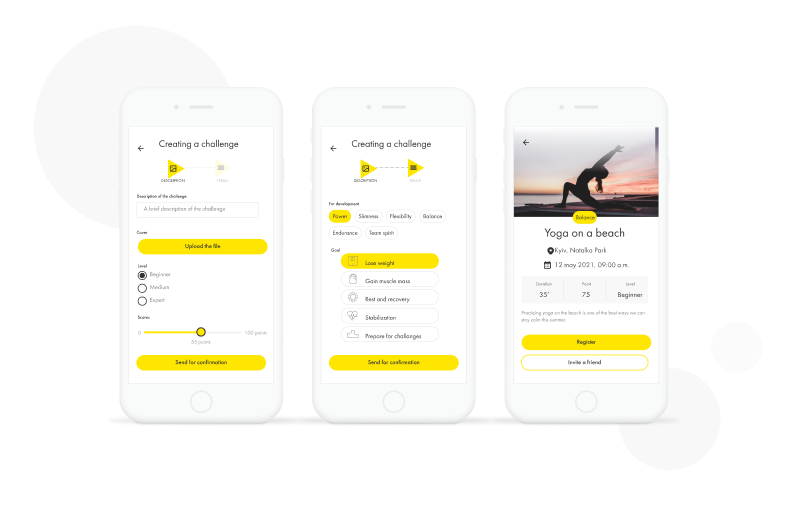 Creating a challenge
DESCRIPTION
Description of the challenge
A brief description of the challenge
Cover
Upload the file
Level
Beginner
Medium
Expert
Scores
0
100 points
55 points
Send for confirmation
Creating a challenge
DESCRIPTION
For development
Power Slimness Flexibility Balance
Endurance Team spirit
Goal
Lose weight
Gain muscle mass
Rest and recovery
Stabilization
Prepare for challanges
Send for confirmation
Balance
Yoga on a beach
Kyiv, Natalka Park
12 may 2021, 09:00 a.m.
Duration Point Level
35' 75 Beginner
Practicing yoga on the beach is one of the best ways we can
stay calm this summer.
Register
Invite a friend